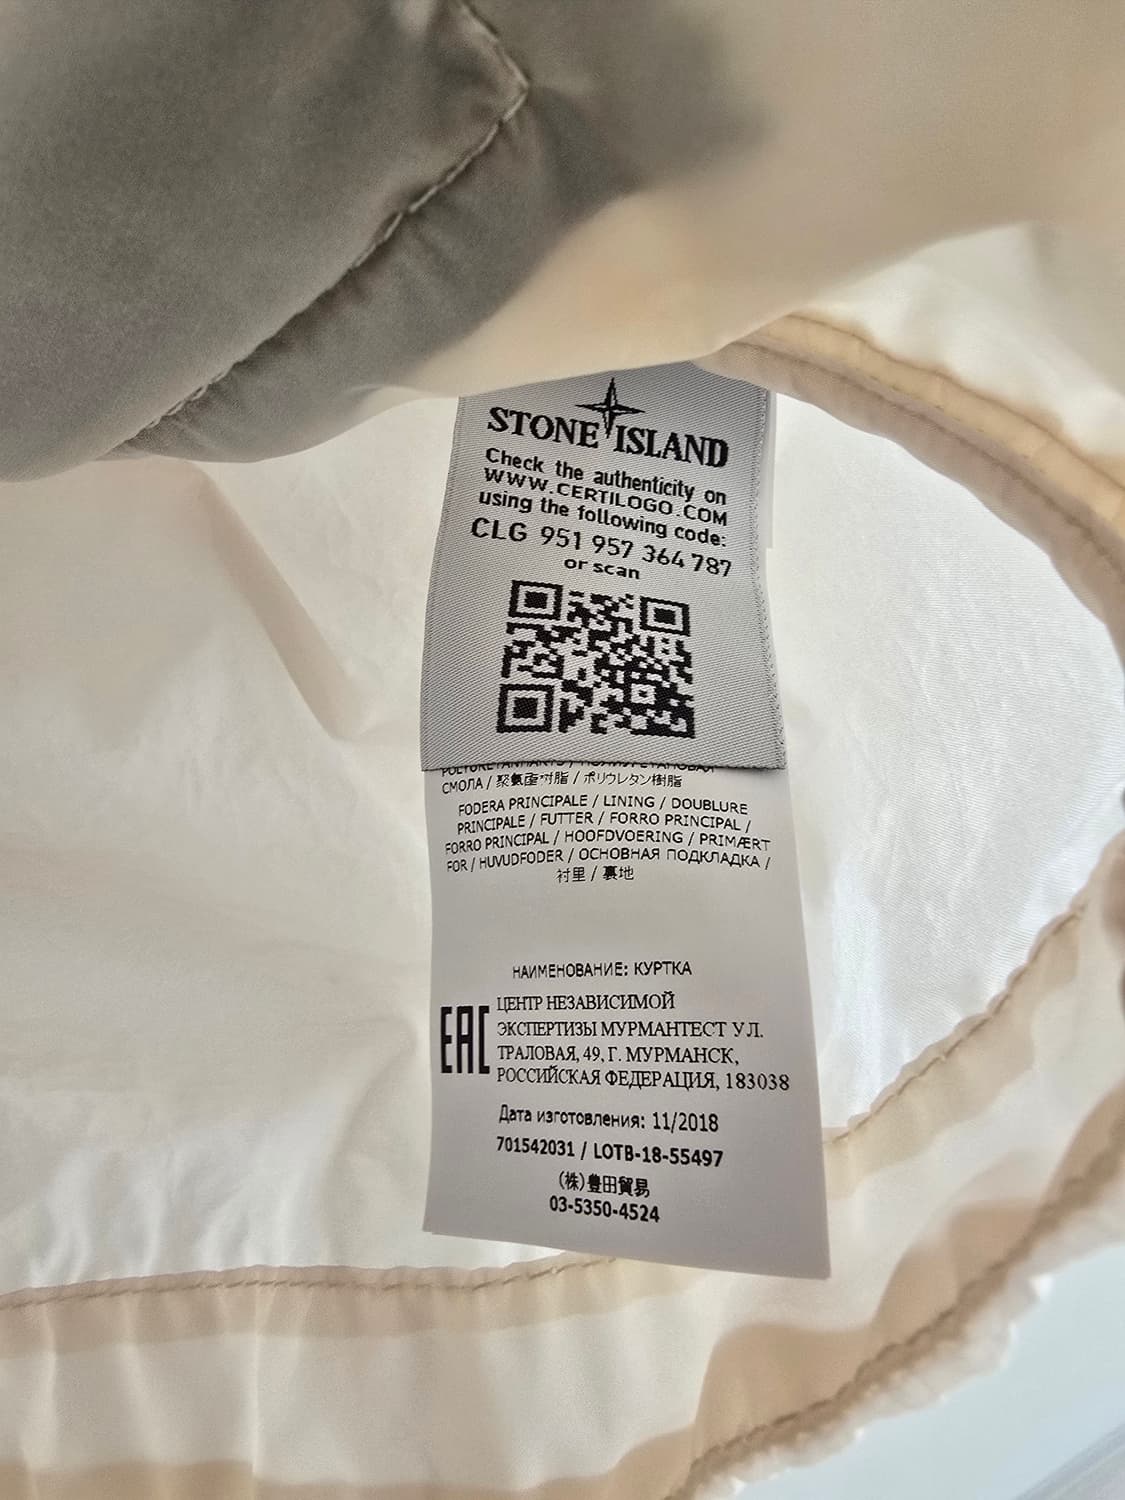 STONE ISLAND
Check the authenticity on
WWW.CERTILOGO.COM
using the following code:
CLG 951 957 364 787
or scan
СМОЛА / 聚氨酯树脂 / ポリウレタン樹脂
FODERA PRINCIPALE / LINING / DOUBLURE
PRINCIPALE / FUTTER / FORRO PRINCIPAL /
FORRO PRINCIPAL / HOOFDVOERING / PRIMÆRT
FOR / HUVUDFODER / ОСНОВНАЯ ПОДКЛАДКА /
衬里 / 裏地
НАИМЕНОВАНИЕ: КУРТКА
EAC
ЦЕНТР НЕЗАВИСИМОЙ
ЭКСПЕРТИЗЫ МУРМАНТЕСТ УЛ.
ТРАЛОВАЯ, 49, Г. МУРМАНСК,
РОССИЙСКАЯ ФЕДЕРАЦИЯ, 183038
Дата изготовления: 11/2018
701542031 / LOTB-18-55497
(株)豊田貿易
03-5350-4524